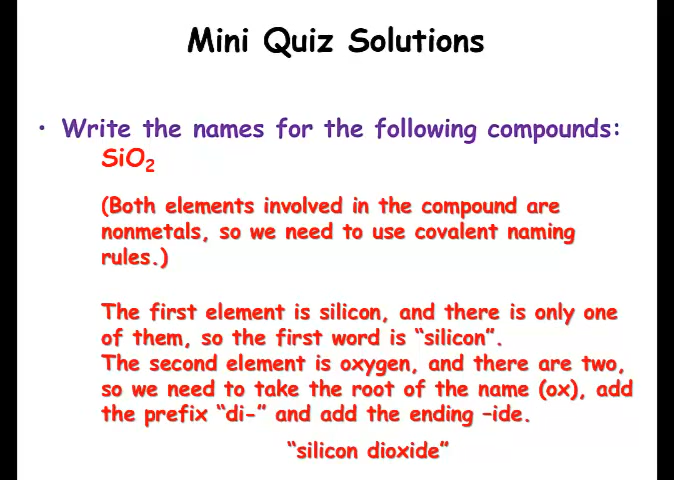 Mini Quiz Solutions
• Write the names for the following compounds:
SiO₂
(Both elements involved in the compound are
nonmetals, so we need to use covalent naming
rules.)
The first element is silicon, and there is only one
of them, so the first word is “silicon”.
The second element is oxygen, and there are two,
so we need to take the root of the name (ox), add
the prefix “di-” and add the ending –ide.
“silicon dioxide”